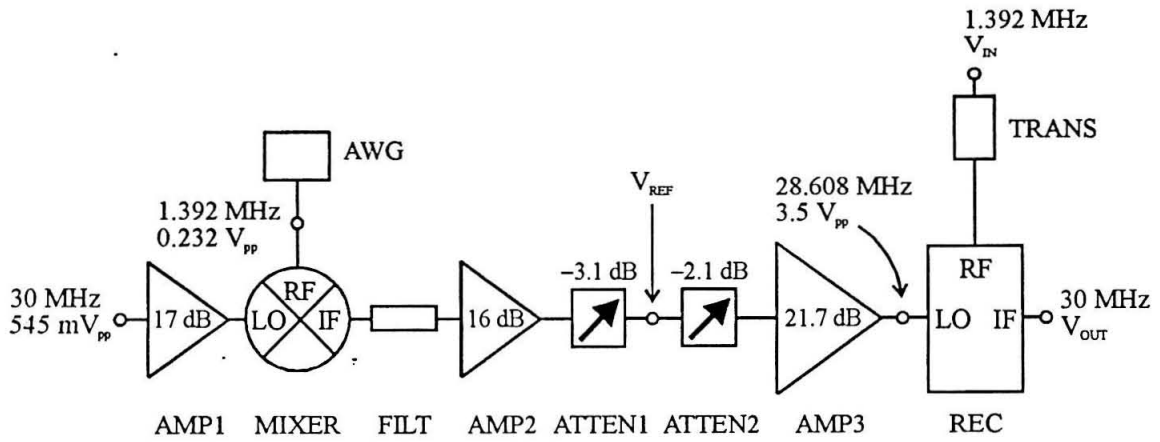 1.392 MHz
V_IN
TRANS
AWG
1.392 MHz
0.232 V_pp
V_REF
28.608 MHz
3.5 V_pp
30 MHz
545 mV_pp
17 dB
RF
LO
IF
16 dB
−3.1 dB
−2.1 dB
21.7 dB
RF
LO
IF
30 MHz
V_OUT
AMP1
MIXER
FILT
AMP2
ATTEN1
ATTEN2
AMP3
REC